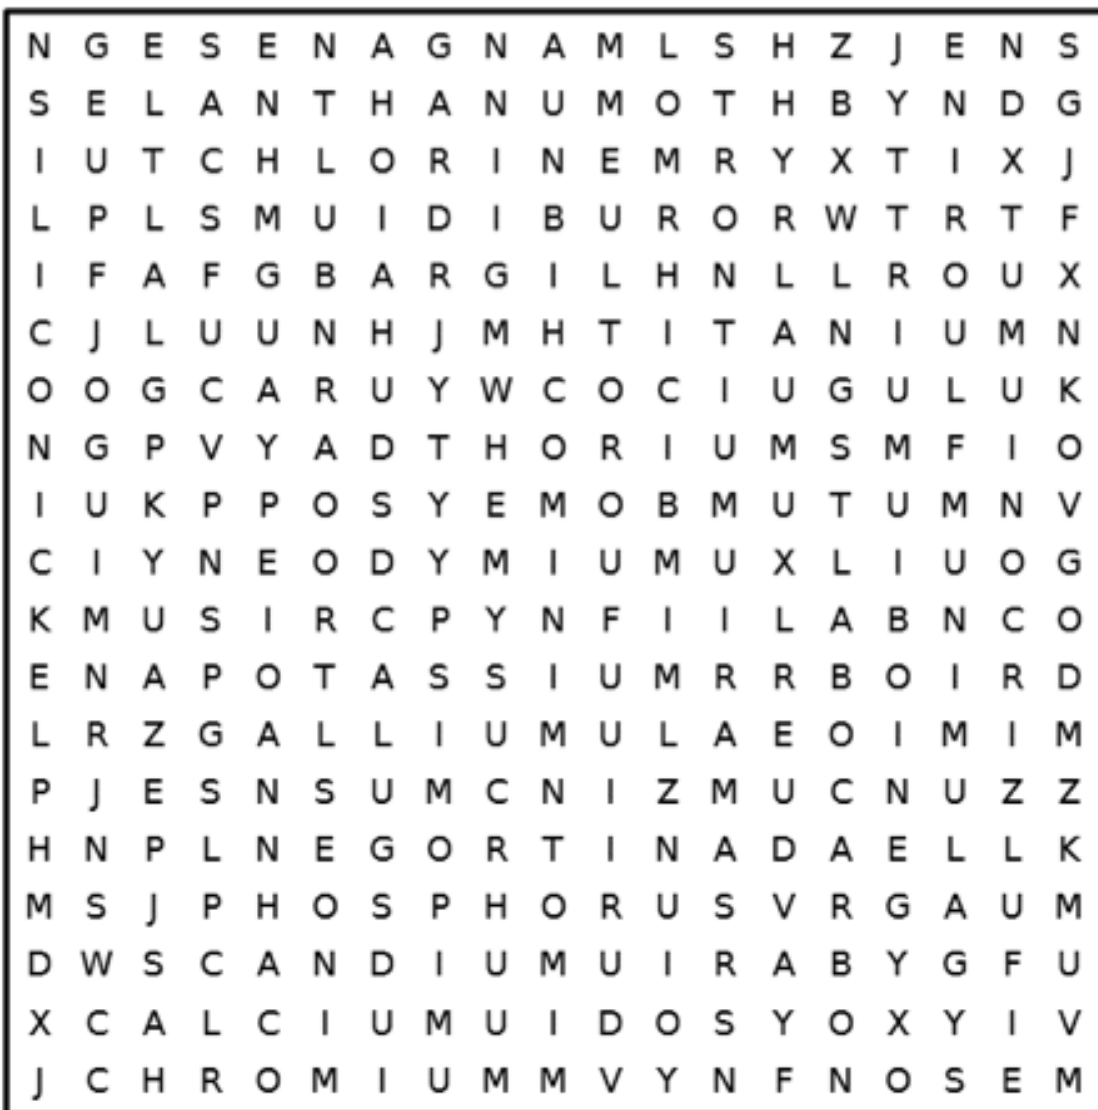 N G E S E N A G N A M L S H Z J E N S
S E L A N T H A N U M O T H B Y N D G
I U T C H L O R I N E M R Y X T I X J
L P L S M U I D I B U R O R W T R T F
I F A F G B A R G I L H N L L R O U X
C J L U U N H J M H T I T A N I U M N
O O G C A R U Y W C O C I U G U L U K
N G P V Y A D T H O R I U M S M F I O
I U K P P O S Y E M O B M U T U M N V
C I Y N E O D Y M I U M U X L I U O G
K M U S I R C P Y N F I I L A B N C O
E N A P O T A S S I U M R R B O I R D
L R Z G A L L I U M U L A E O I M I M
P J E S N S U M C N I Z M U C N U Z Z
H N P L N E G O R T I N A D A E L L K
M S J P H O S P H O R U S V R G A U M
D W S C A N D I U M U I R A B Y G F U
X C A L C I U M U I D O S Y O X Y I V
J C H R O M I U M M V Y N F N O S E M